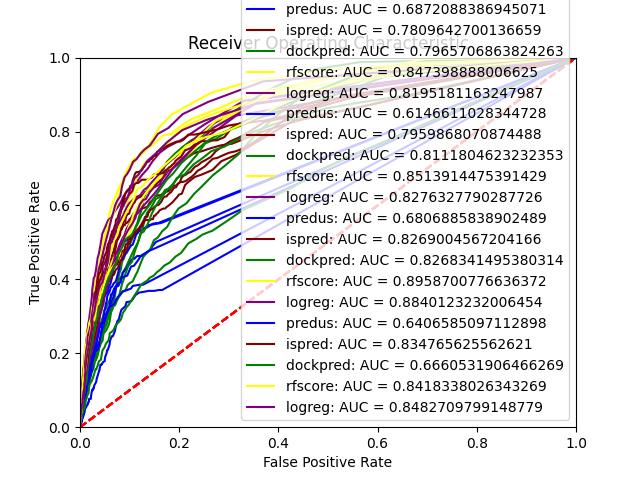 predus: AUC = 0.6872088386945071
ispred: AUC = 0.7809642700136659
Receiver Operating Characteristic
dockpred: AUC = 0.7965706863824263
rfscore: AUC = 0.847398888006625
logreg: AUC = 0.8195181163247987
predus: AUC = 0.6146611028344728
ispred: AUC = 0.7959868070874488
dockpred: AUC = 0.8111804623232353
rfscore: AUC = 0.8513914475391429
logreg: AUC = 0.8276327790287726
predus: AUC = 0.6806885838902489
ispred: AUC = 0.8269004567204166
dockpred: AUC = 0.8268341495380314
rfscore: AUC = 0.8958700776636372
logreg: AUC = 0.8840123232006454
predus: AUC = 0.6406585097112898
ispred: AUC = 0.834765625562621
dockpred: AUC = 0.6660531906466269
rfscore: AUC = 0.8418338026343269
logreg: AUC = 0.8482709799148779
True Positive Rate
1.0
0.8
0.6
0.4
0.2
0.0
0.0 0.2 0.4 0.6 0.8 1.0
False Positive Rate